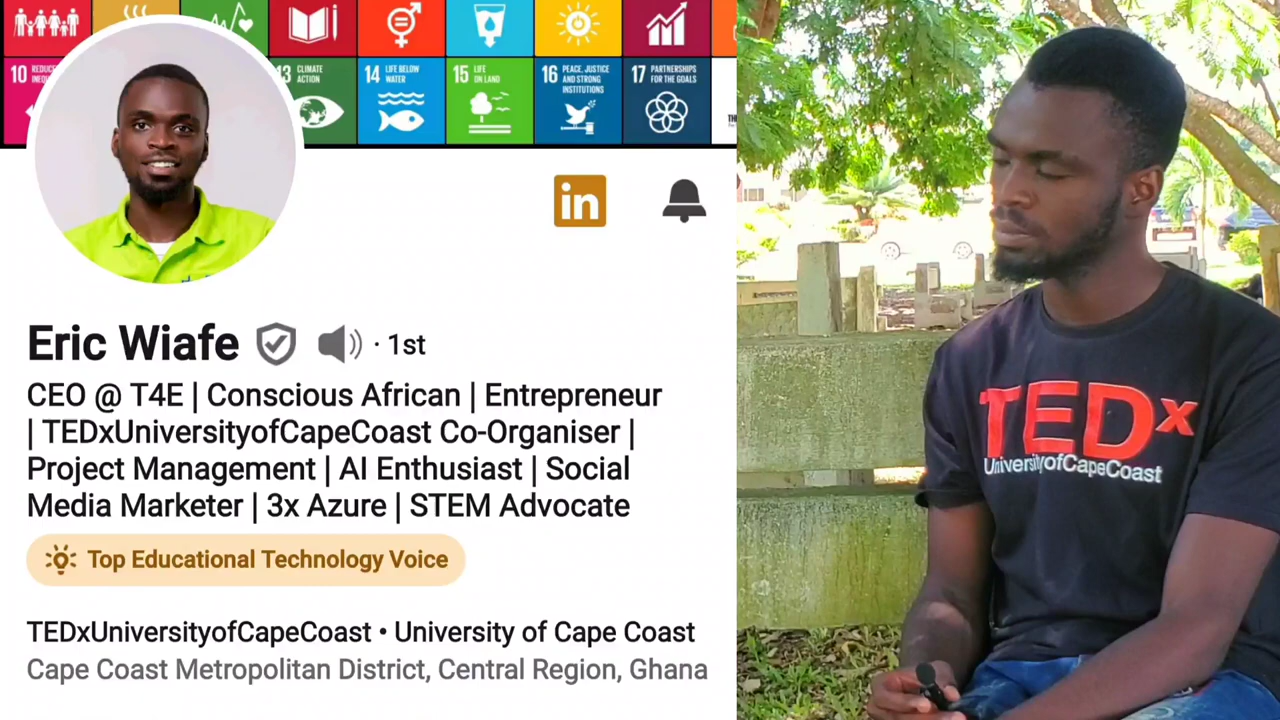 10 REDUCED
INEQ
13 CLIMATE
ACTION
14 LIFE BELOW
WATER
15 LIFE
ON LAND
16 PEACE, JUSTICE
AND STRONG
INSTITUTIONS
17 PARTNERSHIPS
FOR THE GOALS
in
Eric Wiafe · 1st
CEO @ T4E | Conscious African | Entrepreneur
| TEDxUniversityofCapeCoast Co-Organiser |
Project Management | AI Enthusiast | Social
Media Marketer | 3x Azure | STEM Advocate
Top Educational Technology Voice
TEDxUniversityofCapeCoast • University of Cape Coast
Cape Coast Metropolitan District, Central Region, Ghana
TEDx
UniversityofCapeCoast